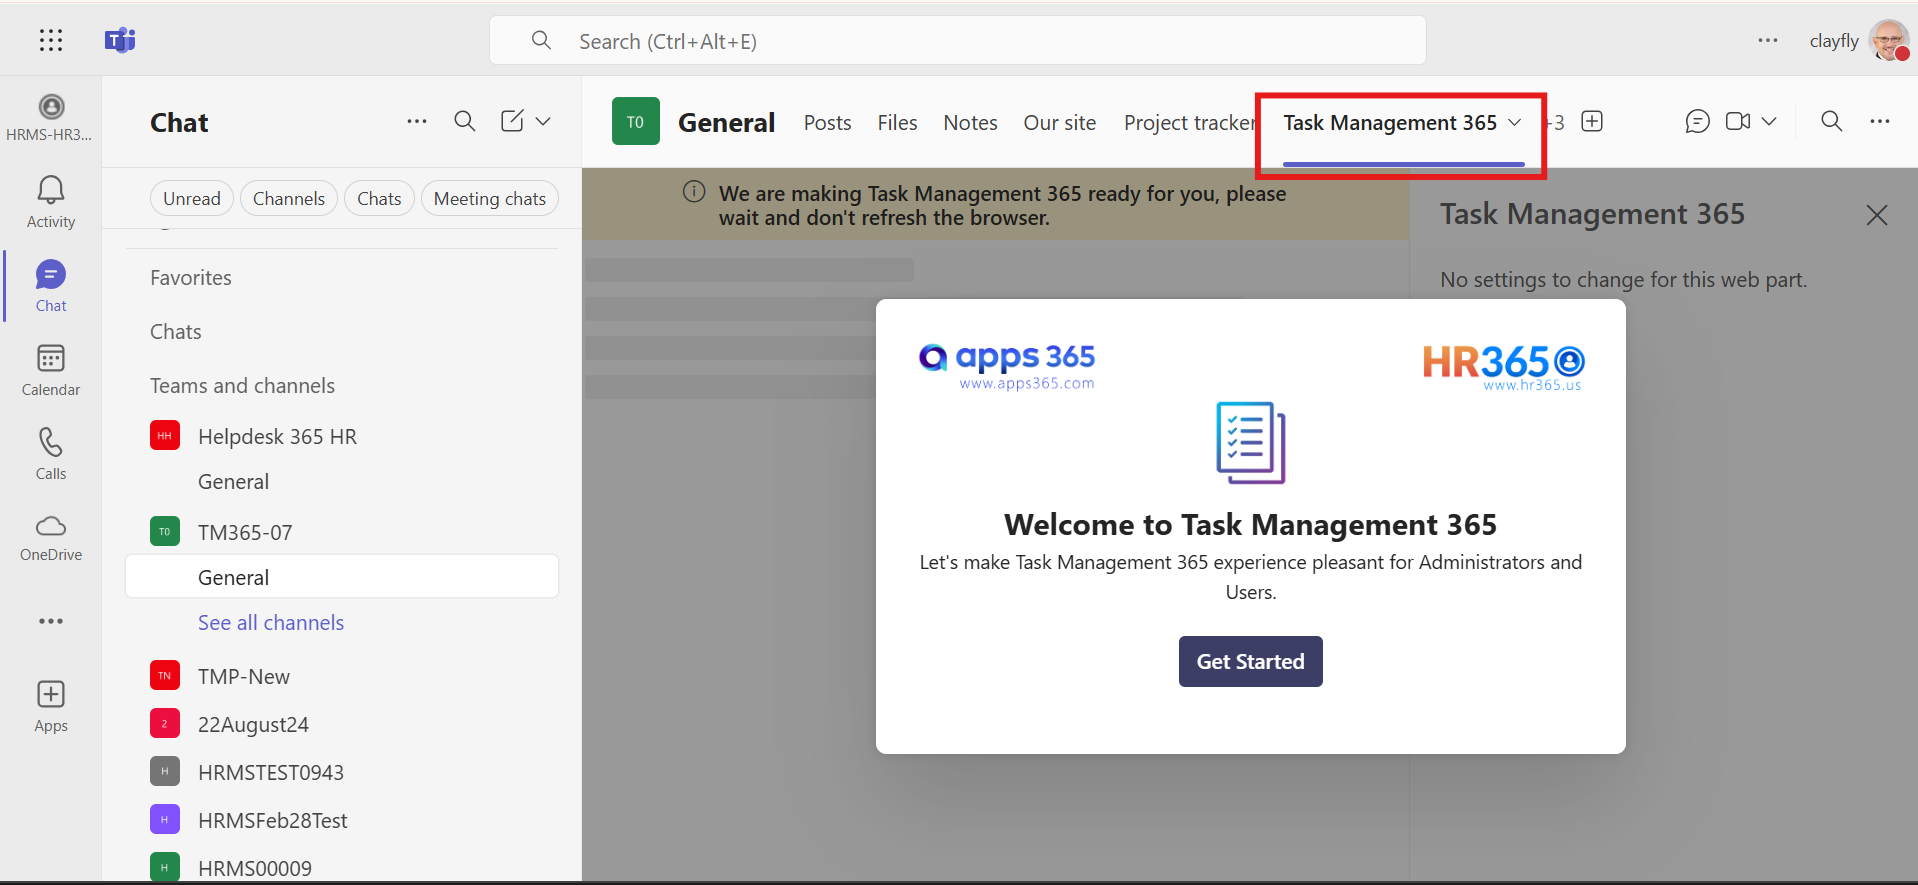 Search (Ctrl+Alt+E)
clayfly
HRMS-HR3...
Activity
Chat
Calendar
Calls
OneDrive
Apps
Chat
Unread
Channels
Chats
Meeting chats
Favorites
Chats
Teams and channels
HH
Helpdesk 365 HR
General
T0
TM365-07
General
See all channels
TN
TMP-New
2
22August24
H
HRMSTEST0943
H
HRMSFeb28Test
H
HRMS00009
T0
General
Posts
Files
Notes
Our site
Project tracker
Task Management 365
+3
We are making Task Management 365 ready for you, please
wait and don't refresh the browser.
Task Management 365
No settings to change for this web part.
apps 365
www.apps365.com
HR365
www.hr365.us
Welcome to Task Management 365
Let's make Task Management 365 experience pleasant for Administrators and
Users.
Get Started